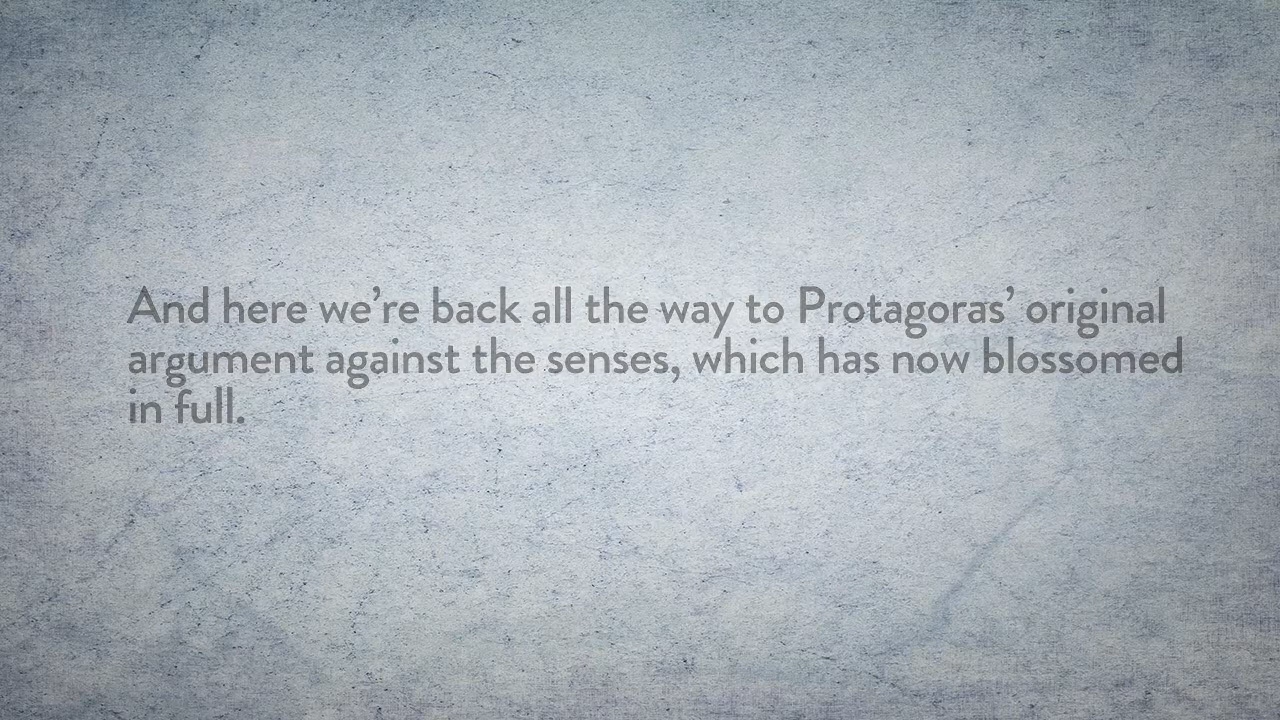 And here we’re back all the way to Protagoras’ original
argument against the senses, which has now blossomed
in full.